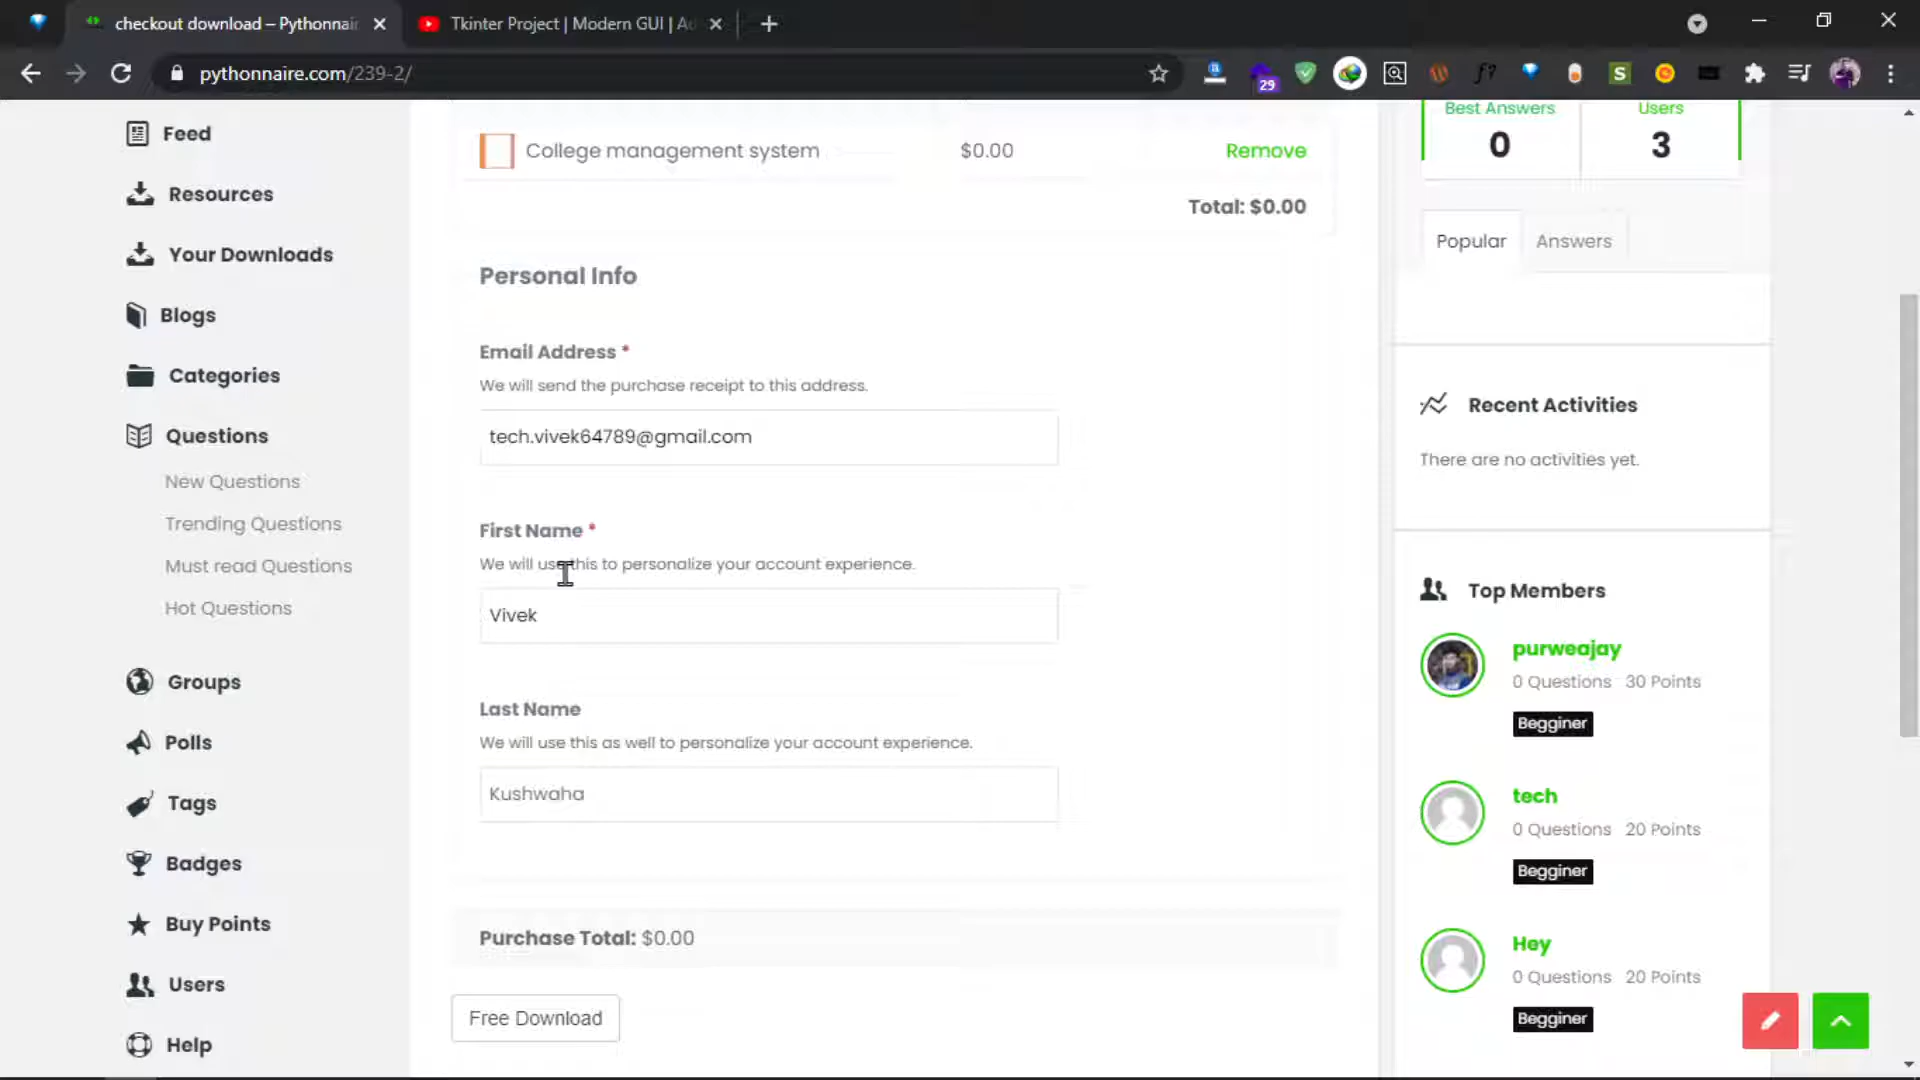 checkout download – Pythonnair
Tkinter Project | Modern GUI | Ad
pythonnaire.com/239-2/
29
S
f?
Feed
Resources
Your Downloads
Blogs
Categories
Questions
New Questions
Trending Questions
Must read Questions
Hot Questions
Groups
Polls
Tags
Badges
Buy Points
Users
Help
College management system $0.00 Remove
Total: $0.00
Personal Info
Email Address *
We will send the purchase receipt to this address.
tech.vivek64789@gmail.com
First Name *
We will use this to personalize your account experience.
Vivek
Last Name
We will use this as well to personalize your account experience.
Kushwaha
Purchase Total: $0.00
Free Download
Best Answers
0
Users
3
Popular Answers
Recent Activities
There are no activities yet.
Top Members
purweajay
0 Questions 30 Points
Begginer
tech
0 Questions 20 Points
Begginer
Hey
0 Questions 20 Points
Begginer